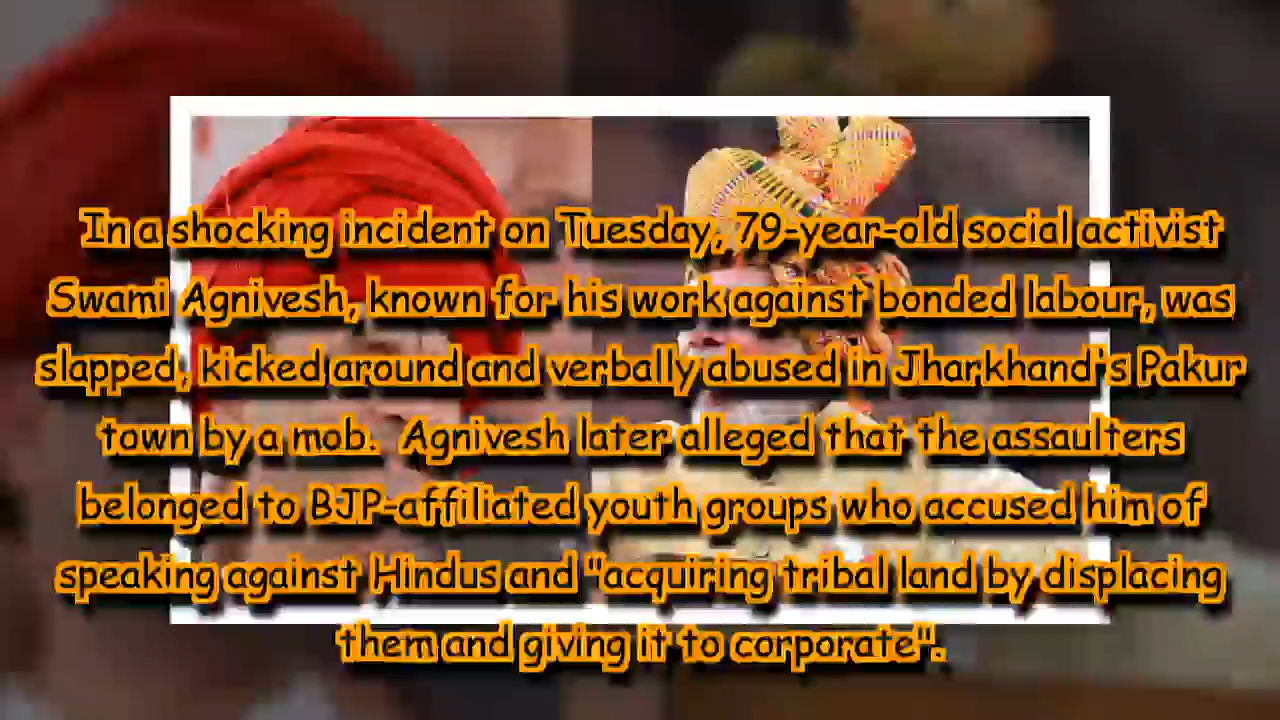 In a shocking incident on Tuesday, 79-year-old social activist
Swami Agnivesh, known for his work against bonded labour, was
slapped, kicked around and verbally abused in Jharkhand's Pakur
town by a mob.  Agnivesh later alleged that the assaulters
belonged to BJP-affiliated youth groups who accused him of
speaking against Hindus and "acquiring tribal land by displacing
them and giving it to corporate".